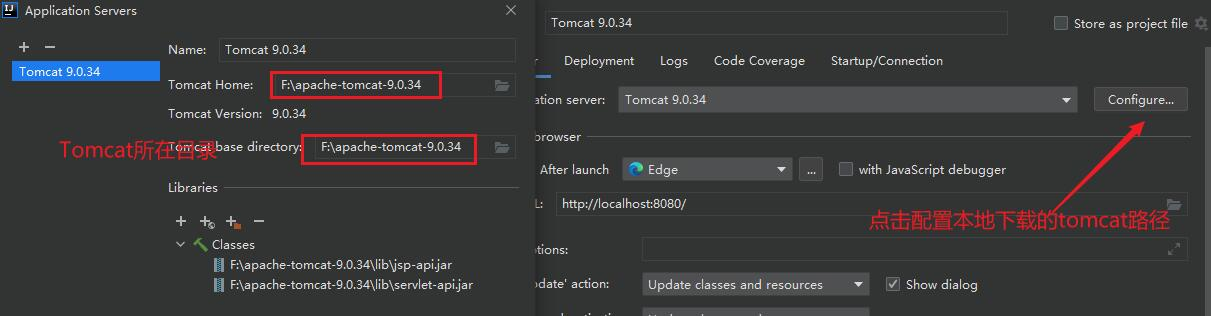 Application Servers
Tomcat 9.0.34
Name: Tomcat 9.0.34
Tomcat Home: F:\apache-tomcat-9.0.34
Tomcat Version: 9.0.34
Tomcat base directory: F:\apache-tomcat-9.0.34
Tomcat所在目录
Libraries
Classes
F:\apache-tomcat-9.0.34\lib\jsp-api.jar
F:\apache-tomcat-9.0.34\lib\servlet-api.jar
Tomcat 9.0.34 Store as project file
Deployment Logs Code Coverage Startup/Connection
server: Tomcat 9.0.34 Configure...
browser
After launch Edge ... with JavaScript debugger
L: http://localhost:8080/
点击配置本地下载的tomcat路径
action: Update classes and resources Show dialog